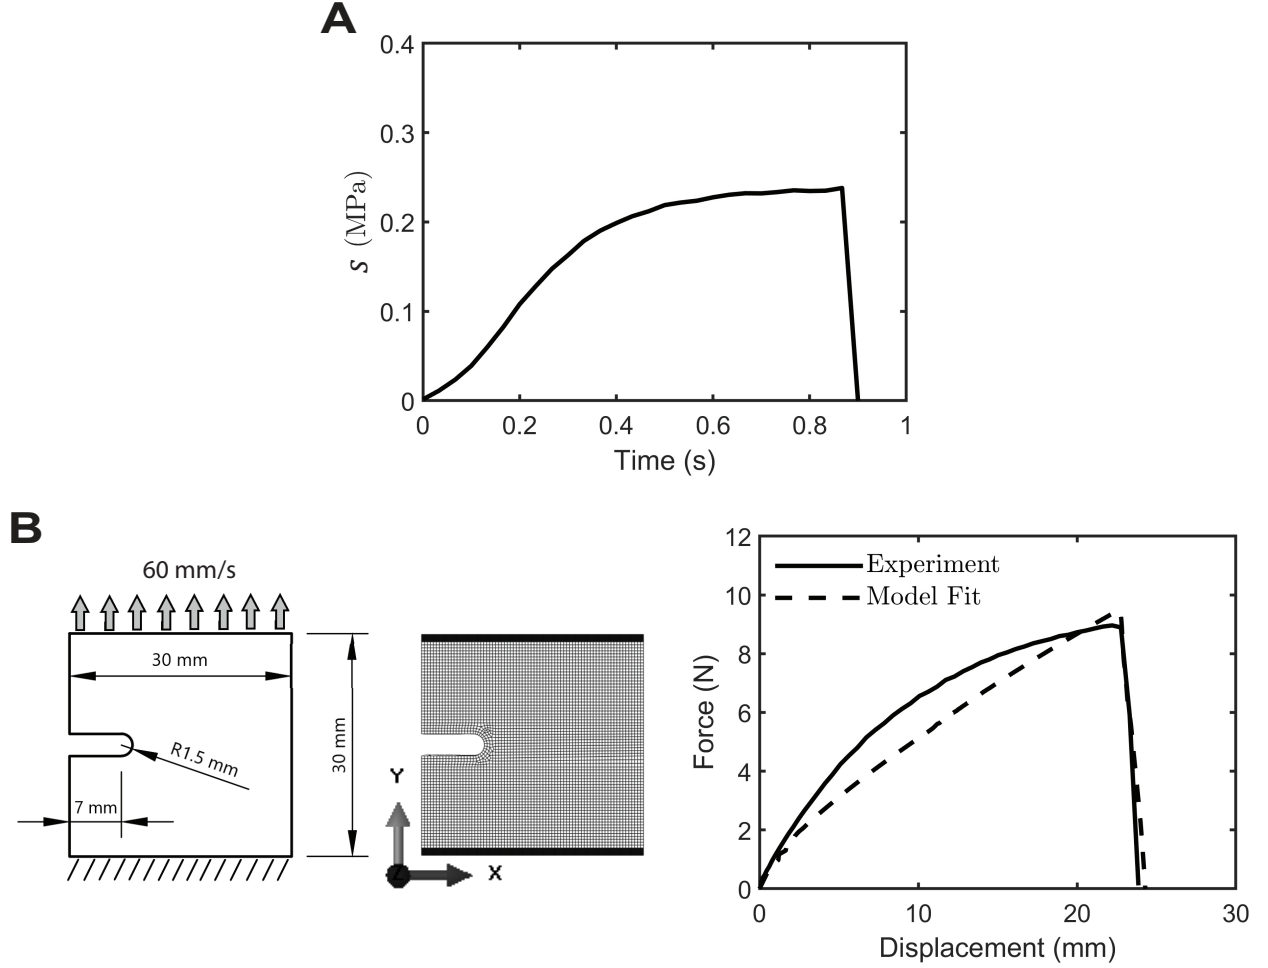 A
0.4
0.3
0.2
0.1
0
s (MPa)
0 0.2 0.4 0.6 0.8 1
Time (s)
B
60 mm/s
30 mm
R1.5 mm
7 mm
30 mm
Y
Z
X
12
10
8
6
4
2
0
Force (N)
Experiment
Model Fit
0 10 20 30
Displacement (mm)